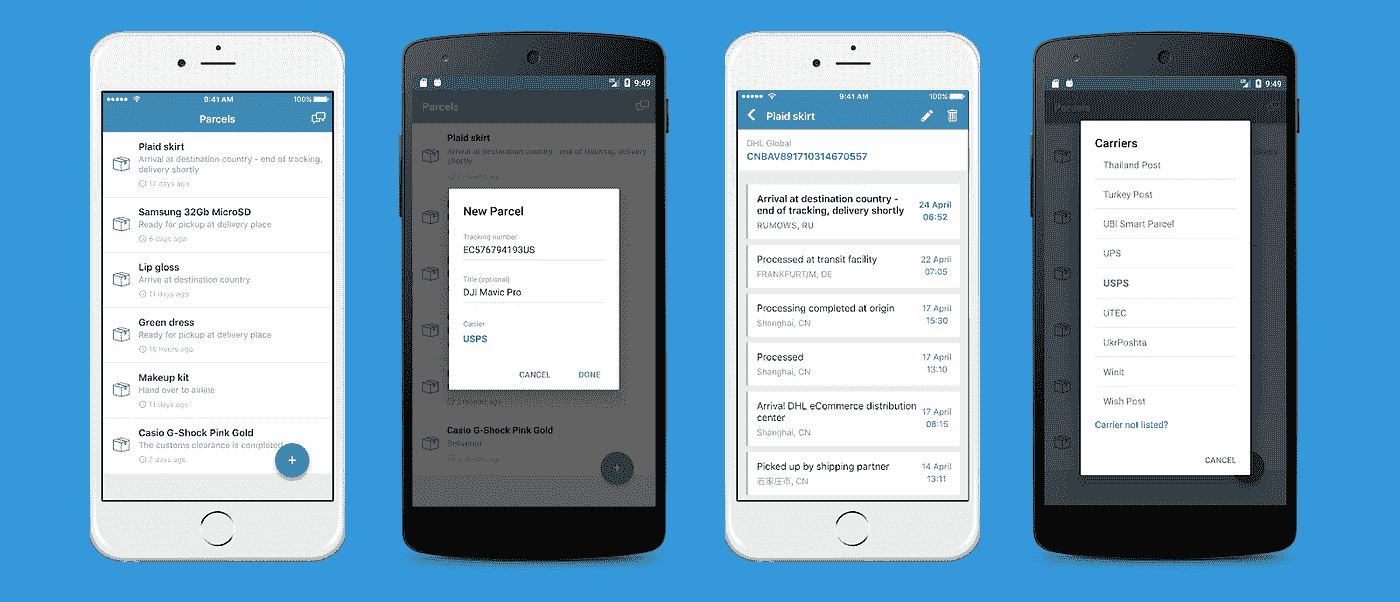 9:41 AM
100%
Parcels
Plaid skirt
Arrival at destination country - end of tracking,
delivery shortly
17 days ago
Samsung 32Gb MicroSD
Ready for pickup at delivery place
6 days ago
Lip gloss
Arrive at destination country
11 days ago
Green dress
Ready for pickup at delivery place
19 hours ago
Makeup kit
Hand over to airline
11 days ago
Casio G-Shock Pink Gold
The customs clearance is completed
7 days ago
+
9:49
Parcels
Plaid skirt
Arrival at destination country - end of tracking, delivery
shortly
New Parcel
Tracking number
EC576794193US
Title (optional)
DJI Mavic Pro
Carrier
USPS
CANCEL
DONE
Casio G-Shock Pink Gold
Delivered
+
9:41 AM
100%
Plaid skirt
DHL Global
CNBAV891710314670557
Arrival at destination country -
end of tracking, delivery shortly
RUMOWS, RU
24 April
06:52
Processed at transit facility
FRANKFURT/M, DE
22 April
07:05
Processing completed at origin
Shanghai, CN
17 April
15:30
Processed
Shanghai, CN
17 April
13:10
Arrival DHL eCommerce distribution
center
Shanghai, CN
17 April
08:15
Picked up by shipping partner
石家庄市, CN
14 April
13:11
9:49
Parcels
Carriers
Thailand Post
Turkey Post
UBI Smart Parcel
UPS
USPS
UTEC
UkrPoshta
Winit
Wish Post
Carrier not listed?
CANCEL